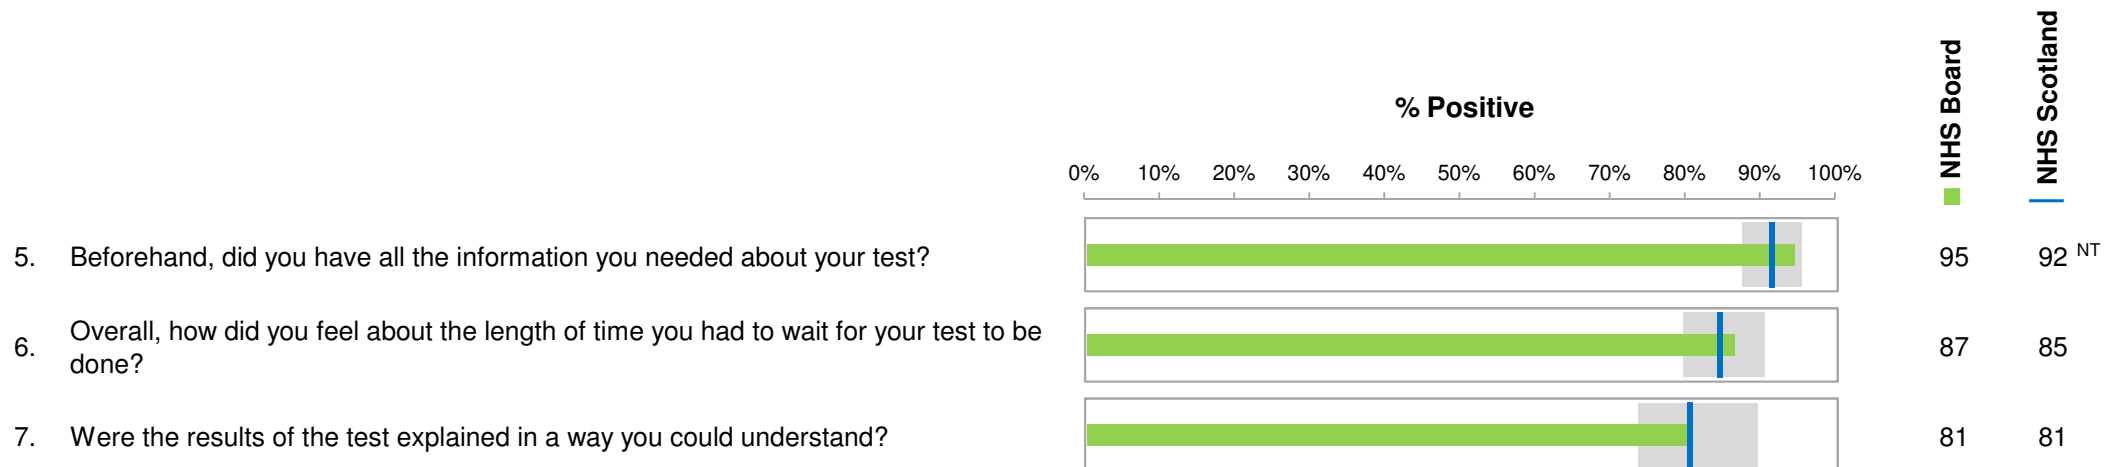 % Positive
NHS Board
NHS Scotland
0% 10% 20% 30% 40% 50% 60% 70% 80% 90% 100%
5. Beforehand, did you have all the information you needed about your test? 95 92 NT
6. Overall, how did you feel about the length of time you had to wait for your test to be
done? 87 85
7. Were the results of the test explained in a way you could understand? 81 81